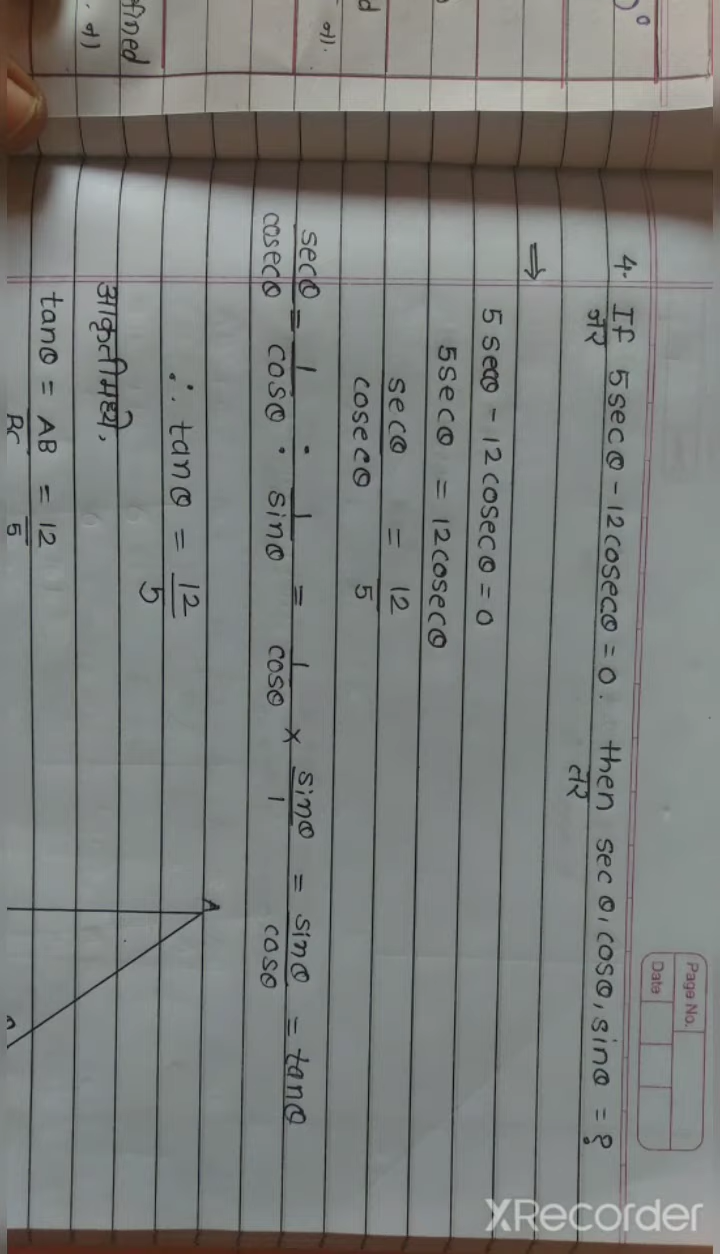 Page No.
Date
4. If 5secθ - 12cosecθ = 0. then secθ, cosθ, sinθ = ?
जर तर
⇒
5secθ - 12cosecθ = 0
5secθ = 12cosecθ
secθ/cosecθ = 12/5
secθ/cosecθ = 1/cosθ ÷ 1/sinθ = 1/cosθ × sinθ/1 = sinθ/cosθ = tanθ
∴ tanθ = 12/5
आकृतीमध्ये,
tanθ = AB/BC = 12/5
A
fined
XRecorder